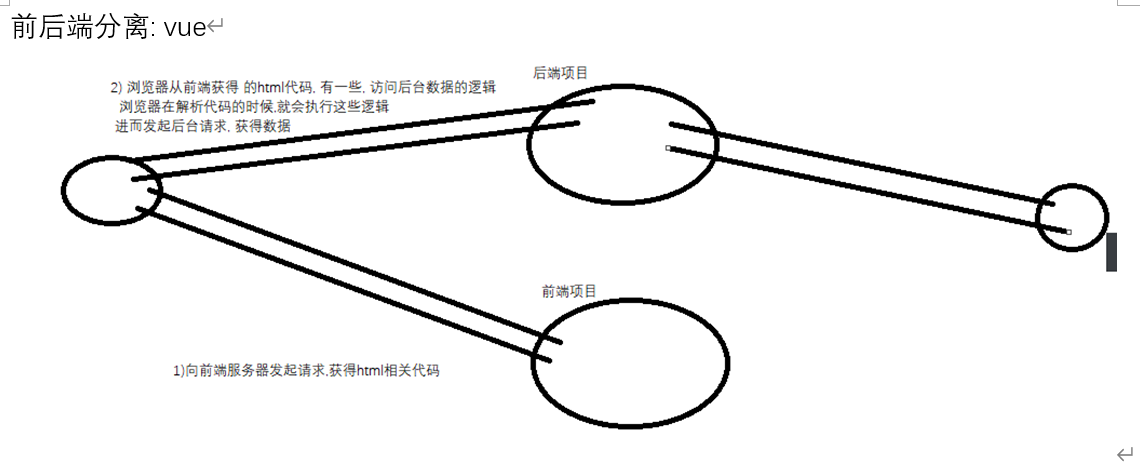 前后端分离: vue
后端项目
2) 浏览器从前端获得 的html代码, 有一些, 访问后台数据的逻辑
浏览器在解析代码的时候,就会执行这些逻辑
进而发起后台请求, 获得数据
前端项目
1)向前端服务器发起请求,获得html相关代码